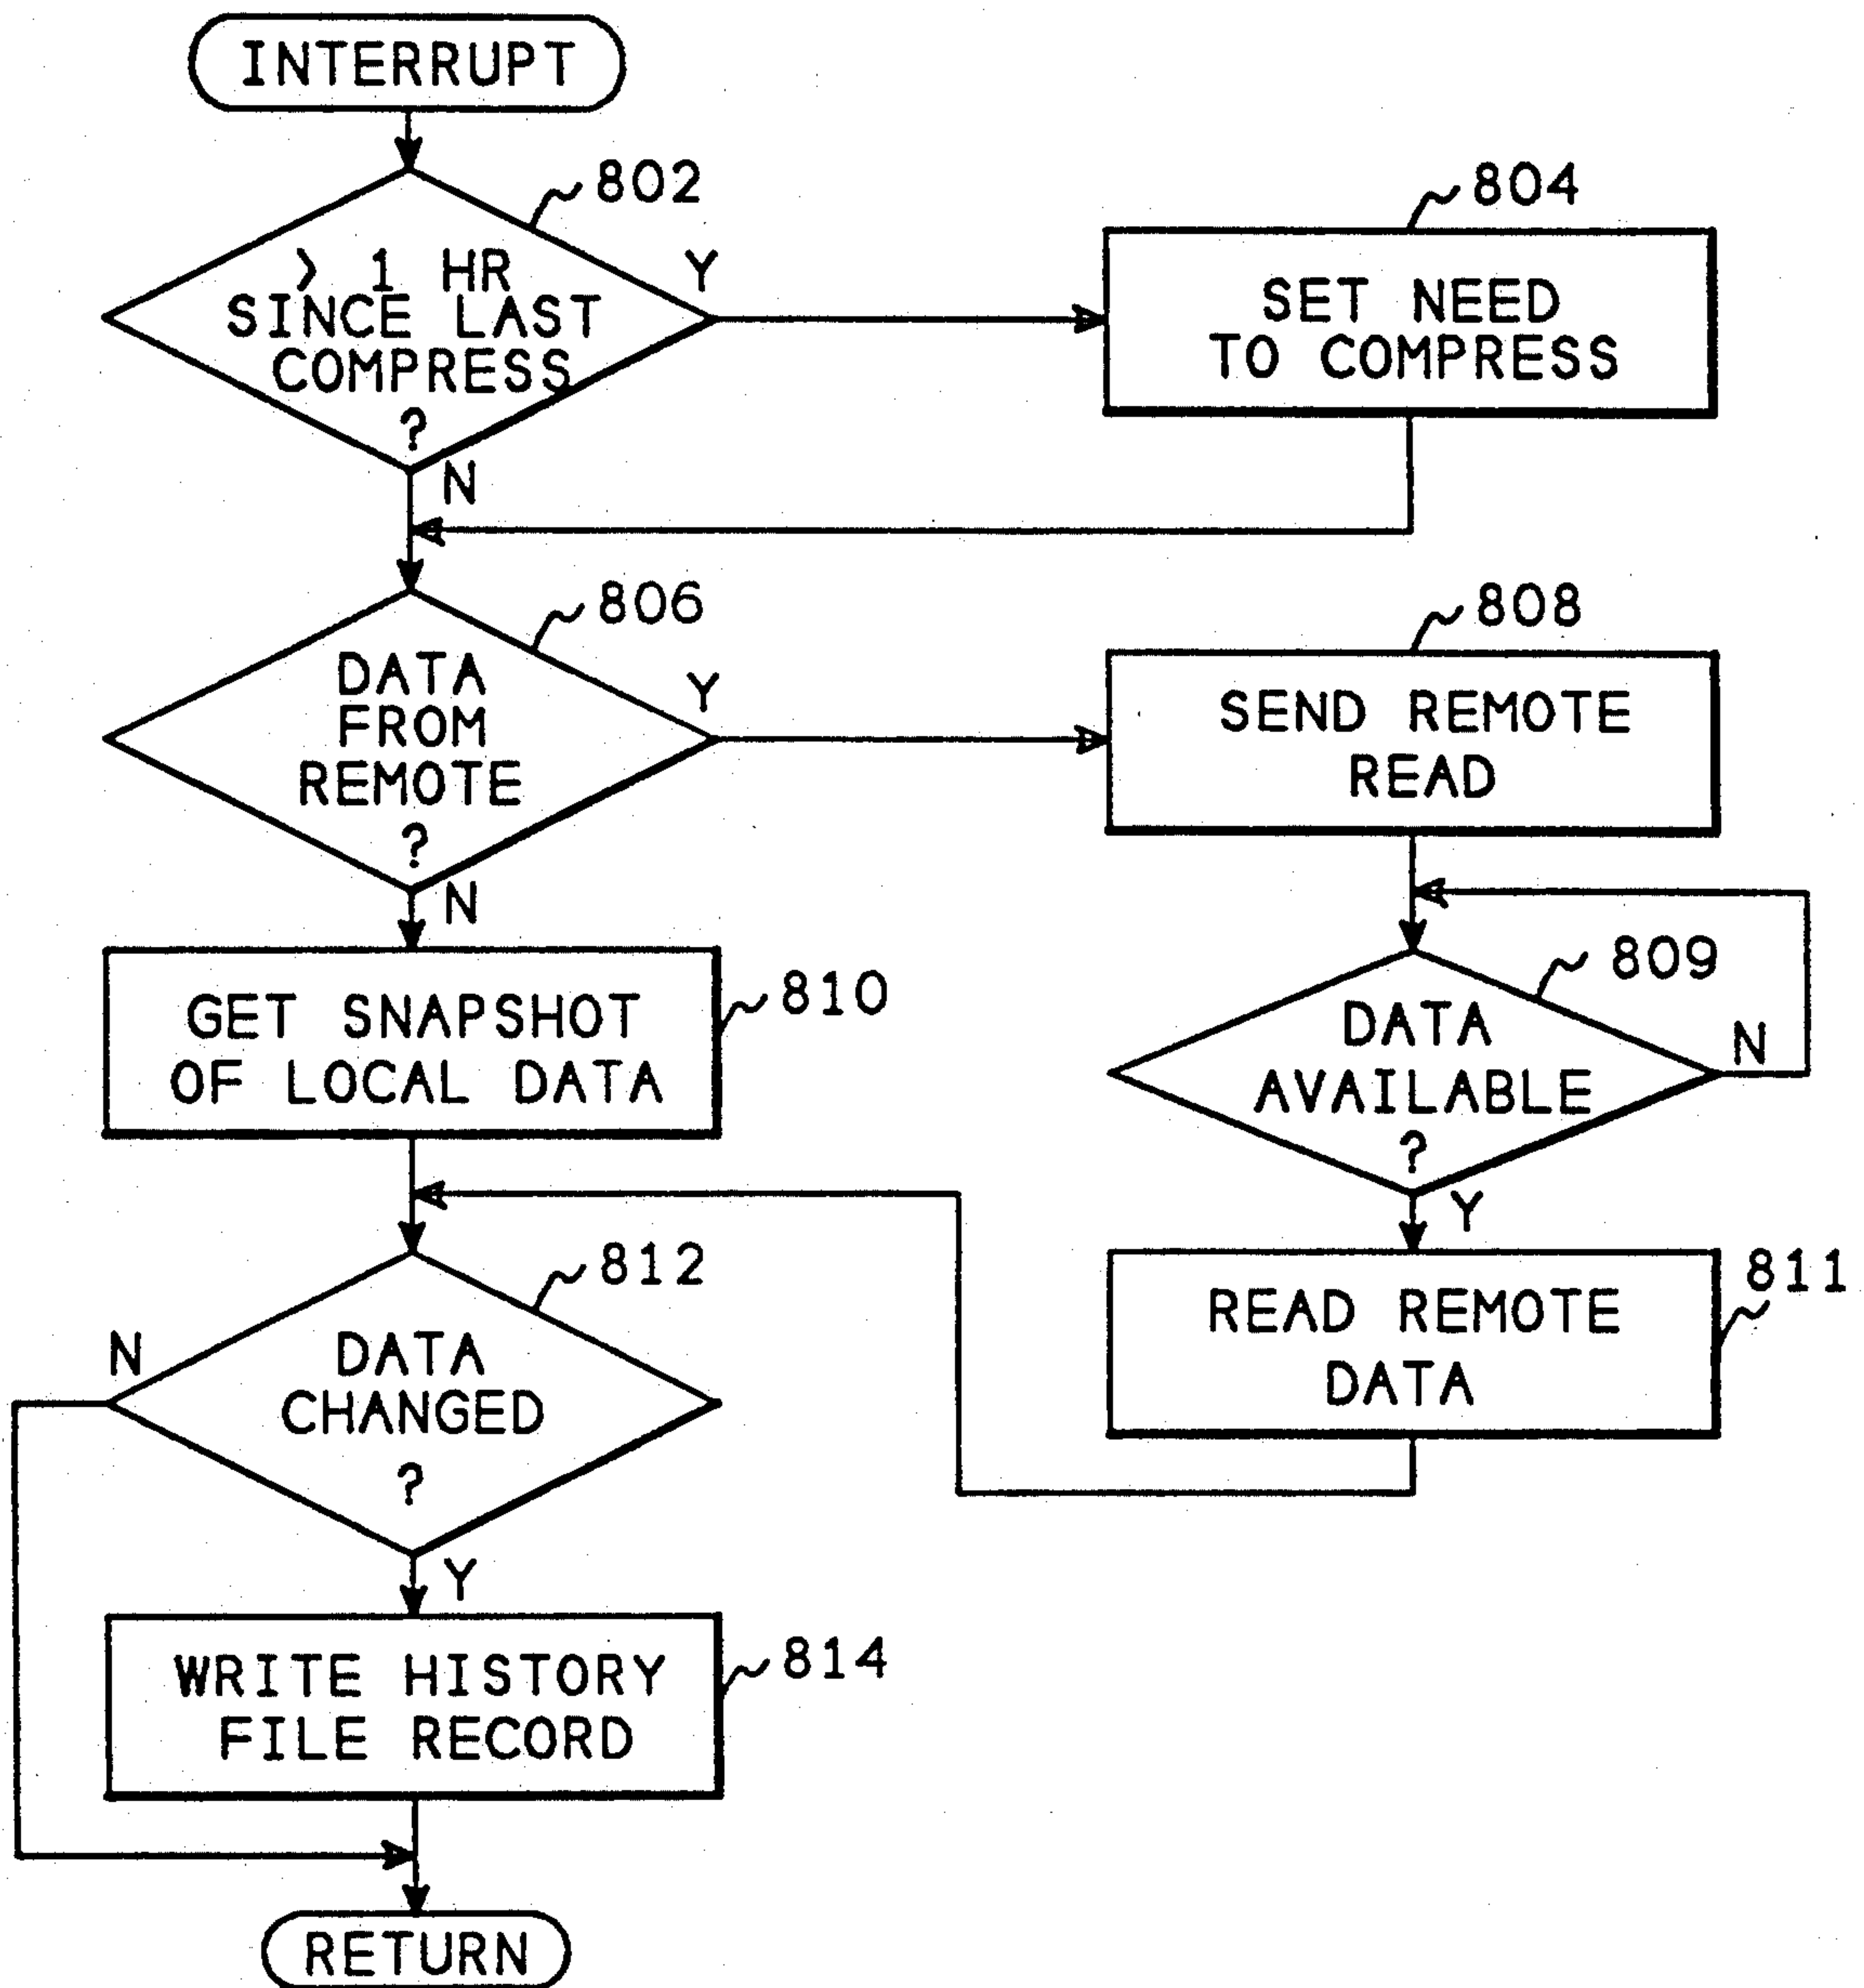 INTERRUPT
802
> 1 HR
SINCE LAST
COMPRESS
?
Y
N
804
SET NEED
TO COMPRESS
806
DATA
FROM
REMOTE
?
Y
N
808
SEND REMOTE
READ
809
DATA
AVAILABLE
?
N
Y
810
GET SNAPSHOT
OF LOCAL DATA
811
READ REMOTE
DATA
812
DATA
CHANGED
?
N
Y
814
WRITE HISTORY
FILE RECORD
RETURN